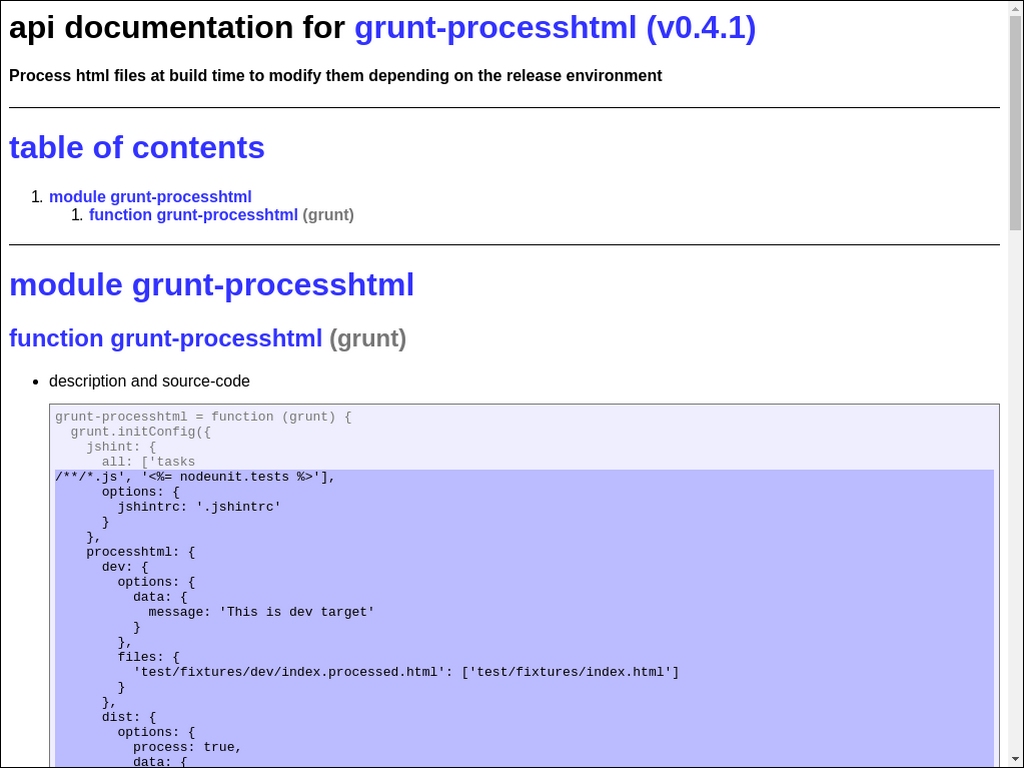 api documentation for grunt-processhtml (v0.4.1)
Process html files at build time to modify them depending on the release environment
table of contents
1. module grunt-processhtml
1. function grunt-processhtml (grunt)
module grunt-processhtml
function grunt-processhtml (grunt)
• description and source-code
grunt-processhtml = function (grunt) {
  grunt.initConfig({
    jshint: {
      all: ['tasks
/**/*.js', '<%= nodeunit.tests %>'],
      options: {
        jshintrc: '.jshintrc'
      }
    },
    processhtml: {
      dev: {
        options: {
          data: {
            message: 'This is dev target'
          }
        },
        files: {
          'test/fixtures/dev/index.processed.html': ['test/fixtures/index.html']
        }
      },
      dist: {
        options: {
          process: true,
          data: {